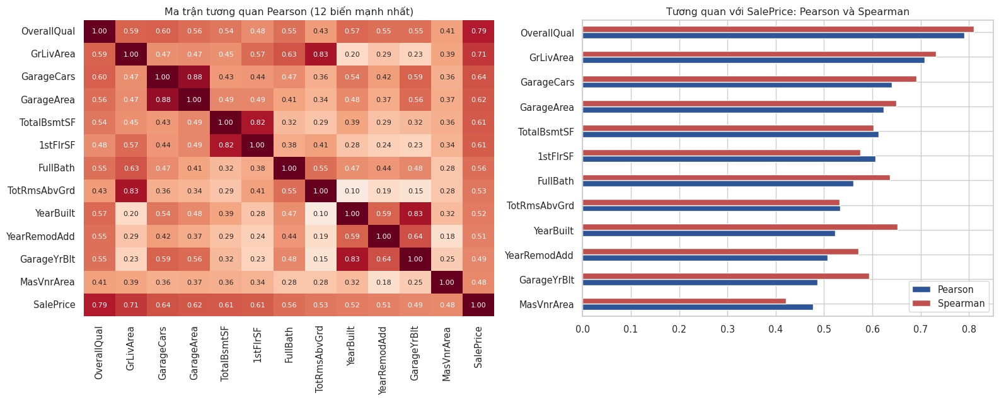 Ma trận tương quan Pearson (12 biến mạnh nhất)
OverallQual 1.00 0.59 0.60 0.56 0.54 0.48 0.55 0.43 0.57 0.55 0.55 0.41 0.79
GrLivArea 0.59 1.00 0.47 0.47 0.45 0.57 0.63 0.83 0.20 0.29 0.23 0.39 0.71
GarageCars 0.60 0.47 1.00 0.88 0.43 0.44 0.47 0.36 0.54 0.42 0.59 0.36 0.64
GarageArea 0.56 0.47 0.88 1.00 0.49 0.49 0.41 0.34 0.48 0.37 0.56 0.37 0.62
TotalBsmtSF 0.54 0.45 0.43 0.49 1.00 0.82 0.32 0.29 0.39 0.29 0.32 0.36 0.61
1stFlrSF 0.48 0.57 0.44 0.49 0.82 1.00 0.38 0.41 0.28 0.24 0.23 0.34 0.61
FullBath 0.55 0.63 0.47 0.41 0.32 0.38 1.00 0.55 0.47 0.44 0.48 0.28 0.56
TotRmsAbvGrd 0.43 0.83 0.36 0.34 0.29 0.41 0.55 1.00 0.10 0.19 0.15 0.28 0.53
YearBuilt 0.57 0.20 0.54 0.48 0.39 0.28 0.47 0.10 1.00 0.59 0.83 0.32 0.52
YearRemodAdd 0.55 0.29 0.42 0.37 0.29 0.24 0.44 0.19 0.59 1.00 0.64 0.18 0.51
GarageYrBlt 0.55 0.23 0.59 0.56 0.32 0.23 0.48 0.15 0.83 0.64 1.00 0.25 0.49
MasVnrArea 0.41 0.39 0.36 0.37 0.36 0.34 0.28 0.28 0.32 0.18 0.25 1.00 0.48
SalePrice 0.79 0.71 0.64 0.62 0.61 0.61 0.56 0.53 0.52 0.51 0.49 0.48 1.00
OverallQual GrLivArea GarageCars GarageArea TotalBsmtSF 1stFlrSF FullBath TotRmsAbvGrd YearBuilt YearRemodAdd GarageYrBlt MasVnrArea SalePrice
Tương quan với SalePrice: Pearson và Spearman
OverallQual
GrLivArea
GarageCars
GarageArea
TotalBsmtSF
1stFlrSF
FullBath
TotRmsAbvGrd
YearBuilt
YearRemodAdd
GarageYrBlt
MasVnrArea
Pearson
Spearman
0.0 0.1 0.2 0.3 0.4 0.5 0.6 0.7 0.8